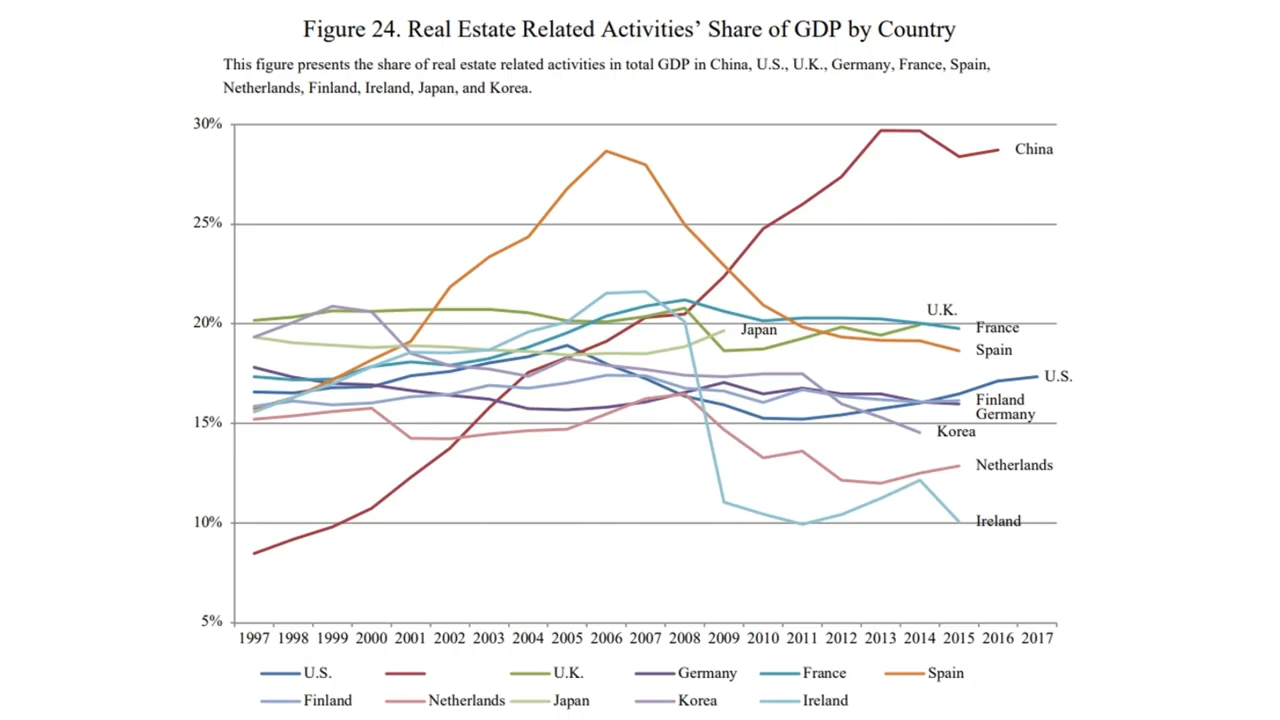 Figure 24. Real Estate Related Activities’ Share of GDP by Country
This figure presents the share of real estate related activities in total GDP in China, U.S., U.K., Germany, France, Spain,
Netherlands, Finland, Ireland, Japan, and Korea.
30%
China
25%
U.K.
20%
Japan
France
Spain
U.S.
Finland
Germany
15%
Korea
Netherlands
10%
Ireland
5%
1997 1998 1999 2000 2001 2002 2003 2004 2005 2006 2007 2008 2009 2010 2011 2012 2013 2014 2015 2016 2017
U.S. U.K. Germany France Spain
Finland Netherlands Japan Korea Ireland